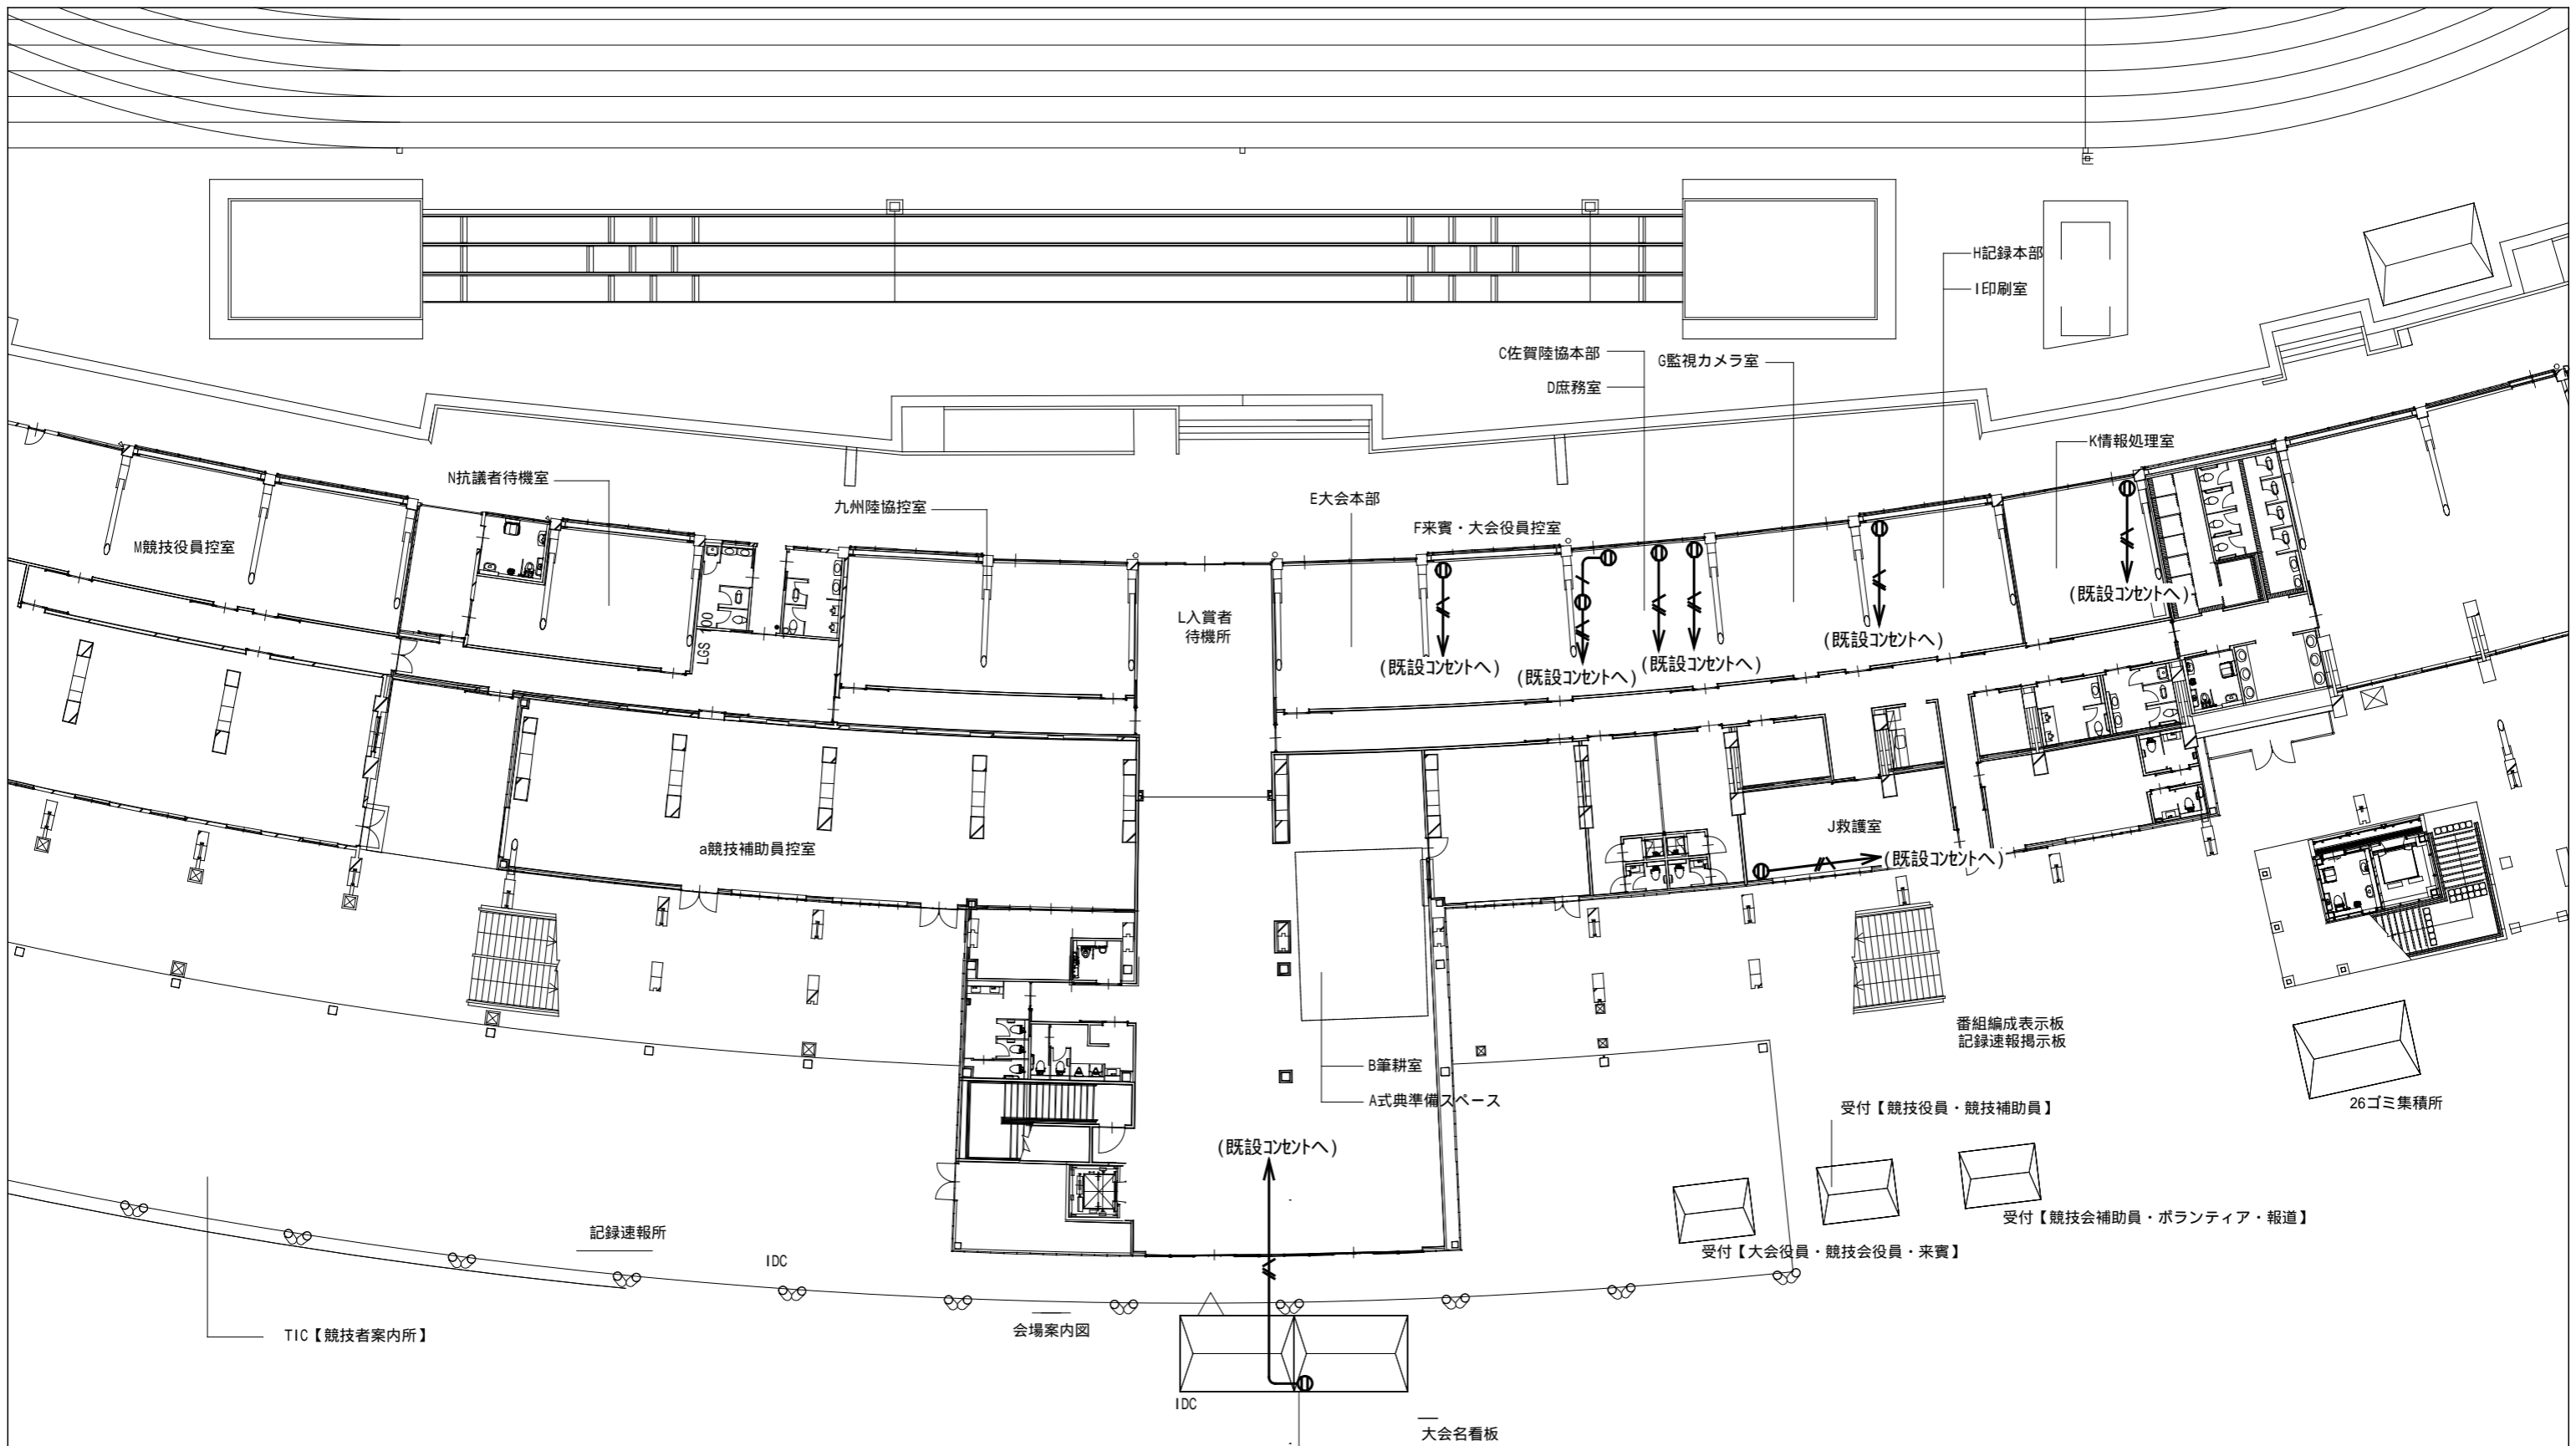 H記録本部
I印刷室
C佐賀陸協本部
G監視カメラ室
D庶務室
K情報処理室
N抗議者待機室
九州陸協控室
E大会本部
F来賓・大会役員控室
M競技役員控室
L入賞者
待機所
LGS 100
(既設コンセントへ)
(既設コンセントへ)
(既設コンセントへ)
(既設コンセントへ)
(既設コンセントへ)
a競技補助員控室
J救護室
(既設コンセントへ)
番組編成表示板
記録速報掲示板
B筆耕室
A式典準備スペース
受付【競技役員・競技補助員】
26ゴミ集積所
(既設コンセントへ)
受付【競技会補助員・ボランティア・報道】
記録速報所
受付【大会役員・競技会役員・来賓】
IDC
TIC【競技者案内所】
会場案内図
IDC
大会名看板